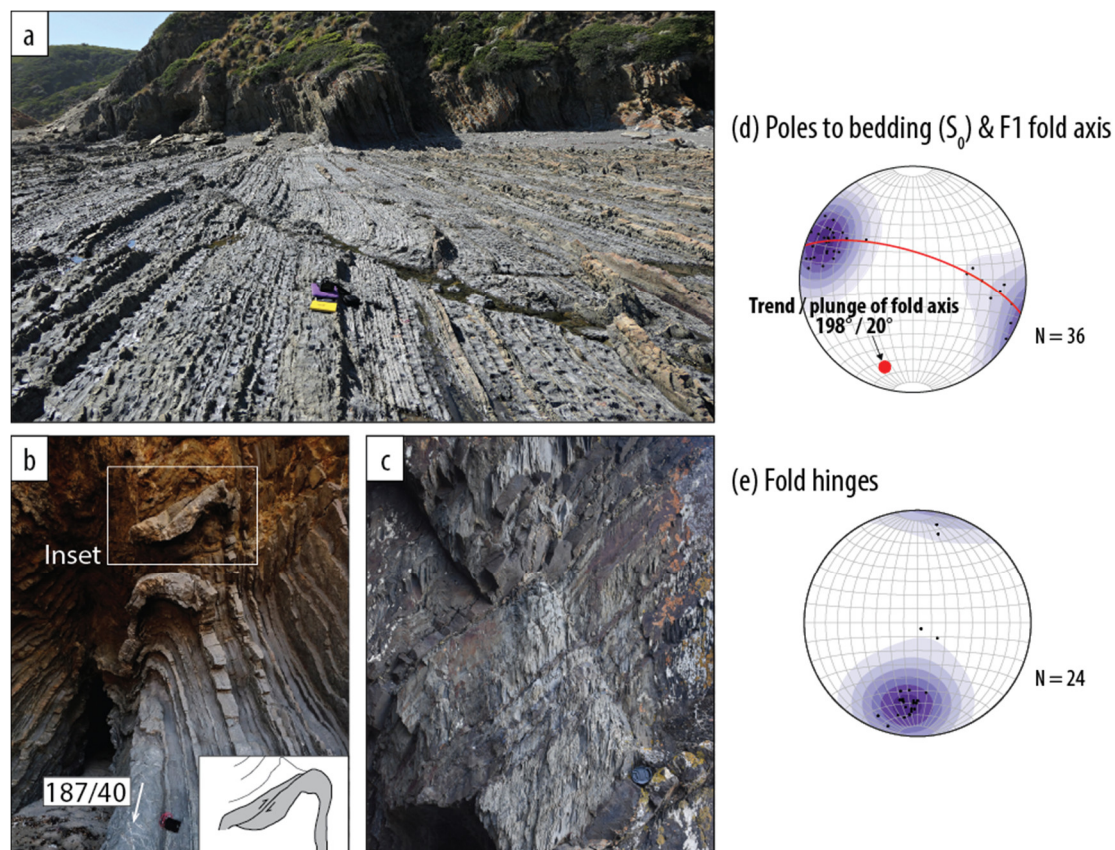 a
(d) Poles to bedding (S₀) & F1 fold axis
Trend / plunge of fold axis
198° / 20°
N = 36
b
Inset
187/40
c
(e) Fold hinges
N = 24